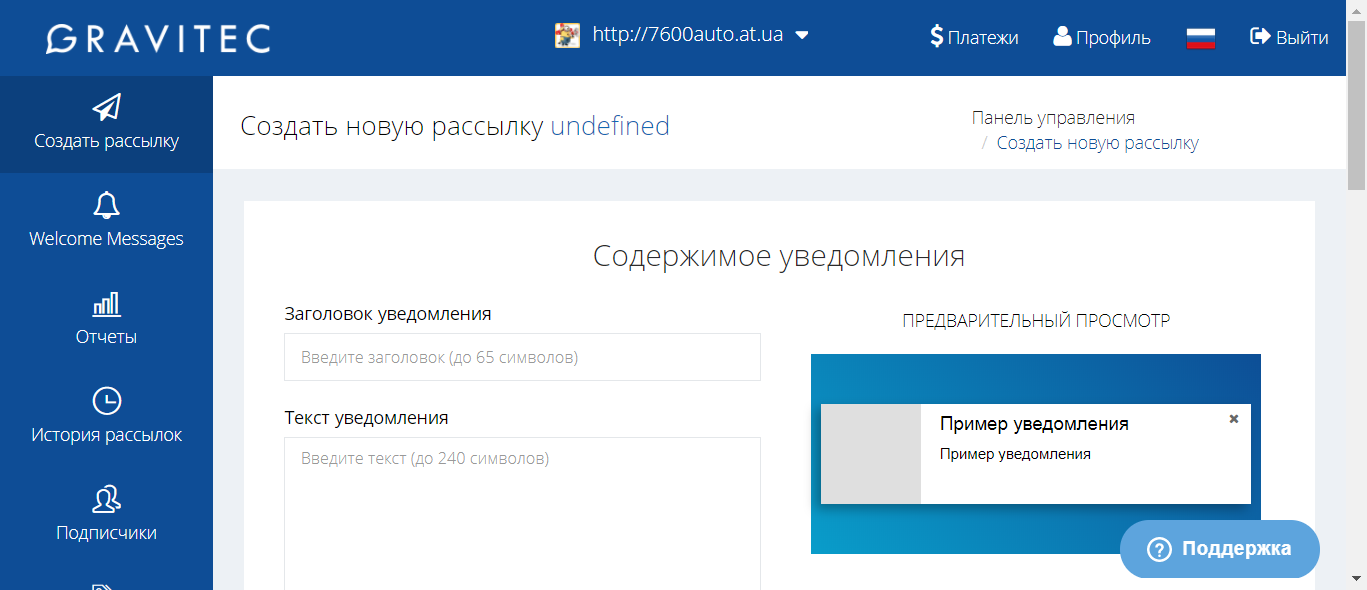 GRAVITEC
http://7600auto.at.ua
Платежи
Профиль
Выйти
Создать рассылку
Welcome Messages
Отчеты
История рассылок
Подписчики
Создать новую рассылку undefined
Панель управления
/ Создать новую рассылку
Содержимое уведомления
Заголовок уведомления
Введите заголовок (до 65 символов)
Текст уведомления
Введите текст (до 240 символов)
ПРЕДВАРИТЕЛЬНЫЙ ПРОСМОТР
Пример уведомления
Пример уведомления
Поддержка